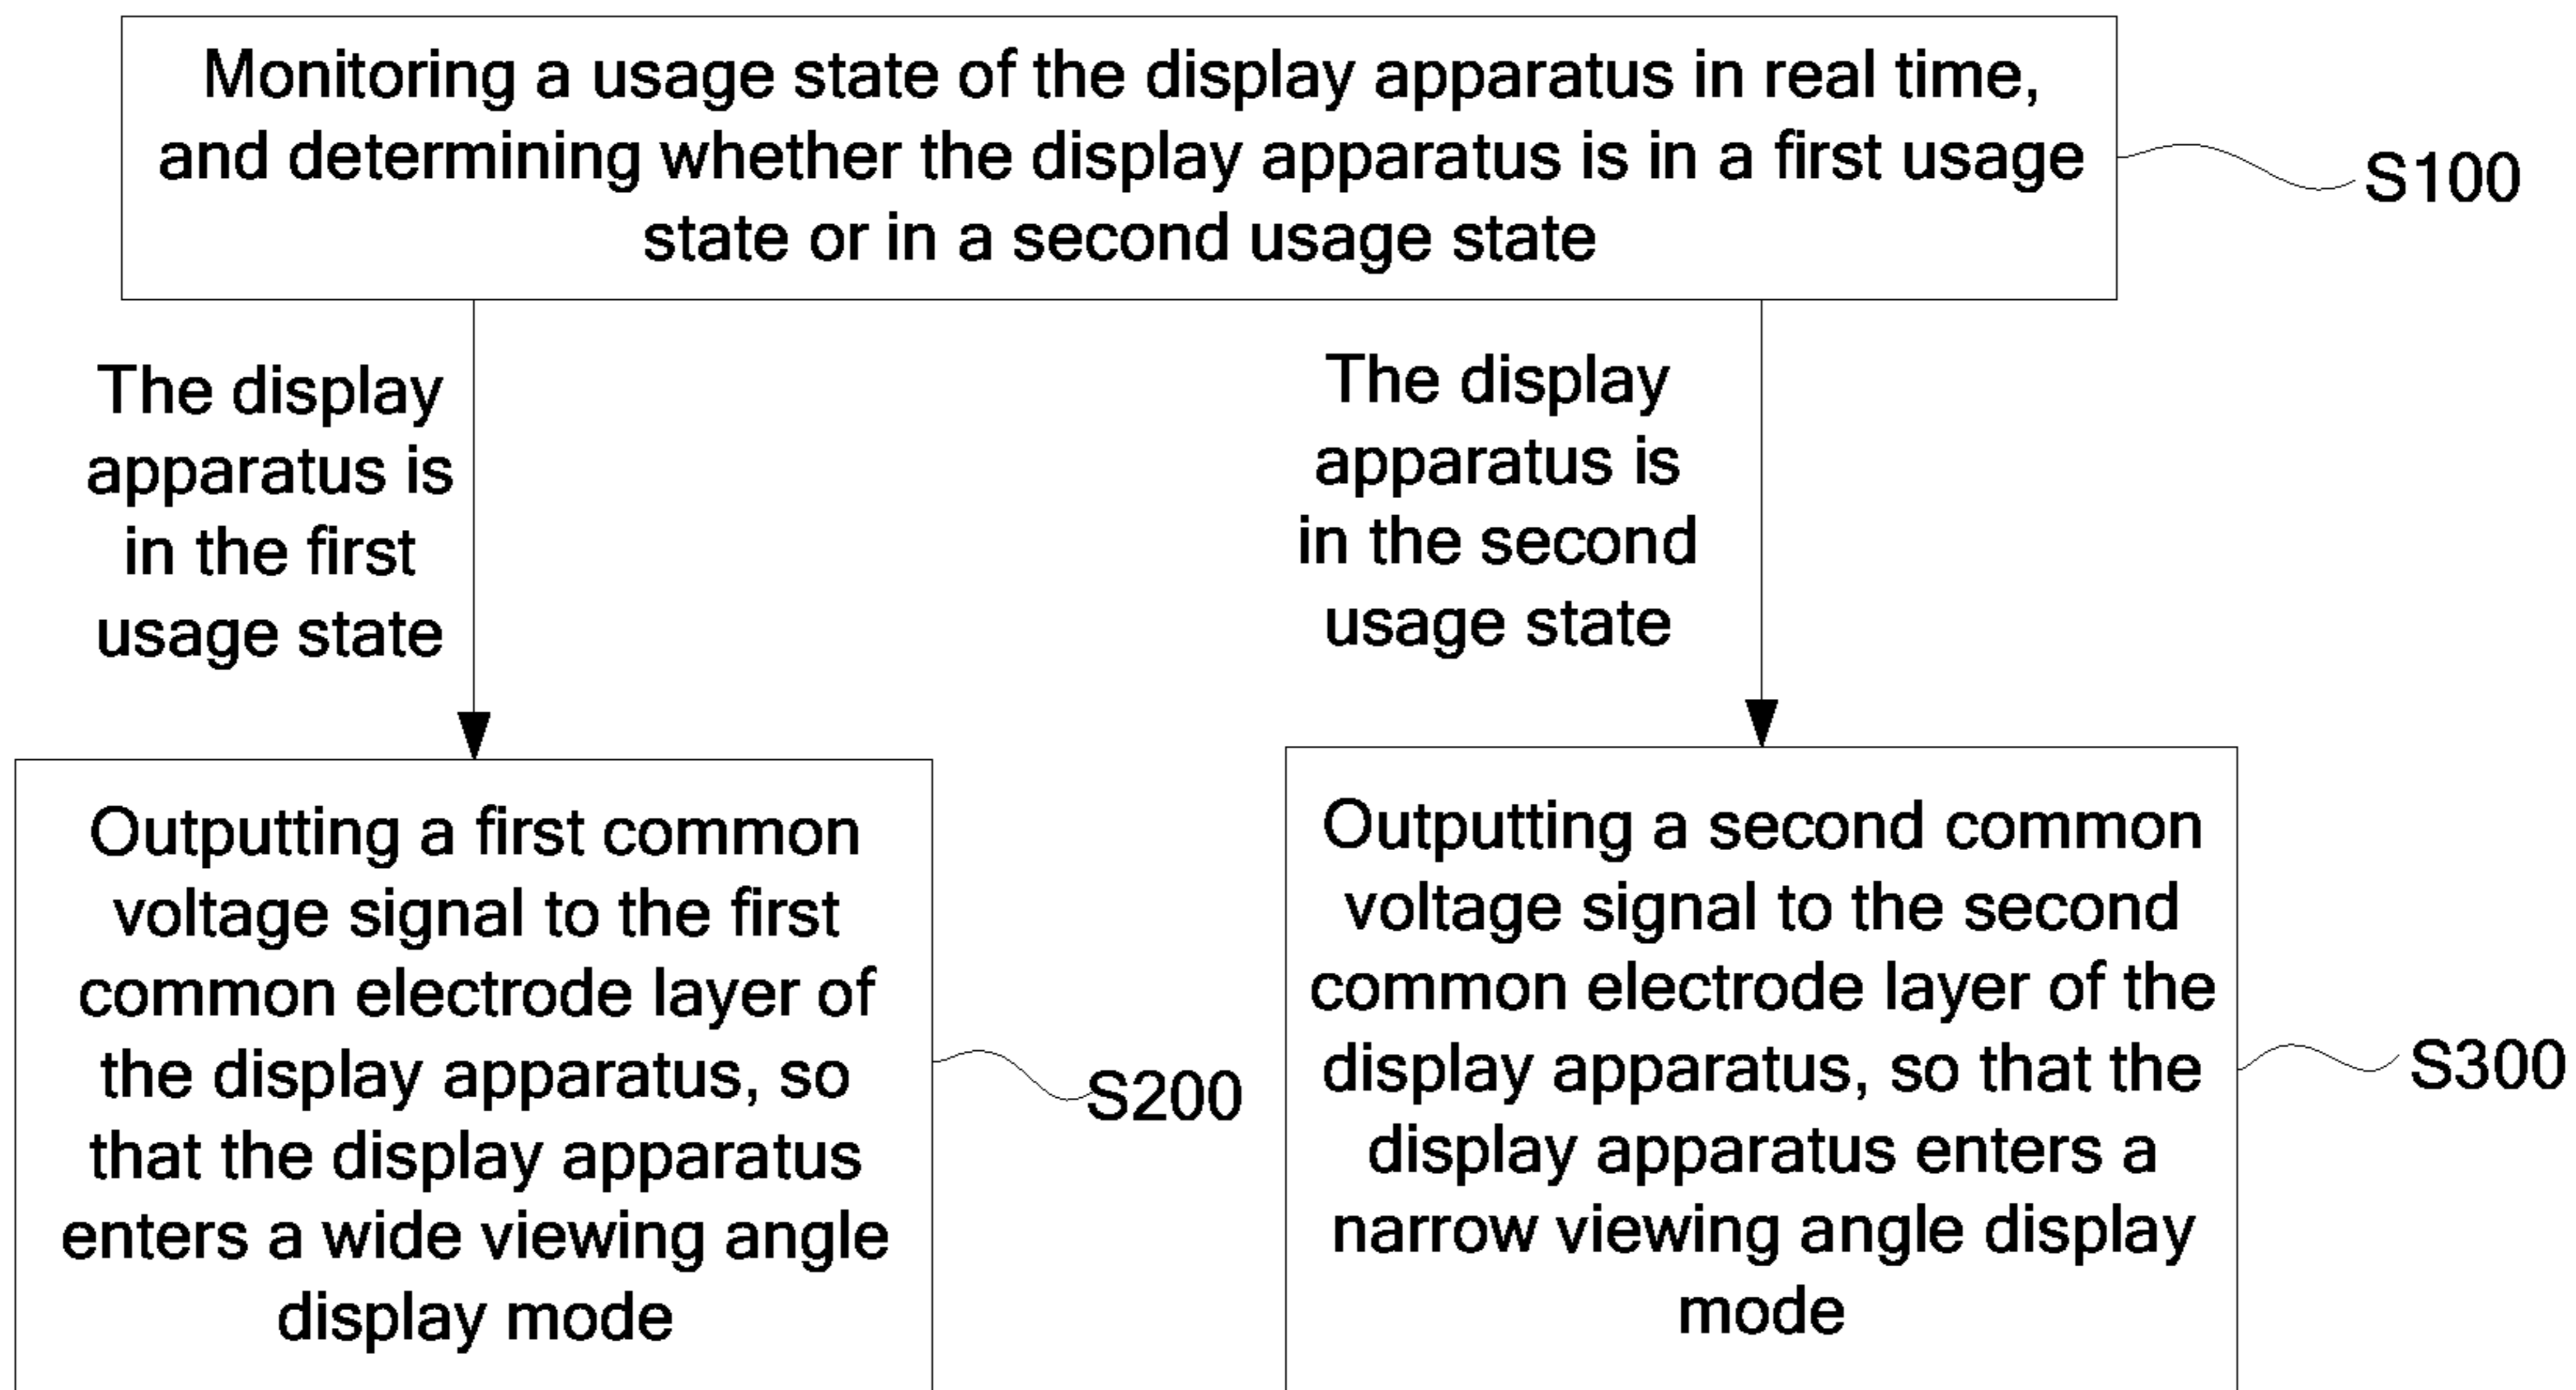 Monitoring a usage state of the display apparatus in real time,
and determining whether the display apparatus is in a first usage
state or in a second usage state
S100
The display
apparatus is
in the first
usage state
The display
apparatus is
in the second
usage state
Outputting a first common
voltage signal to the first
common electrode layer of
the display apparatus, so
that the display apparatus
enters a wide viewing angle
display mode
S200
Outputting a second common
voltage signal to the second
common electrode layer of the
display apparatus, so that the
display apparatus enters a
narrow viewing angle display
mode
S300